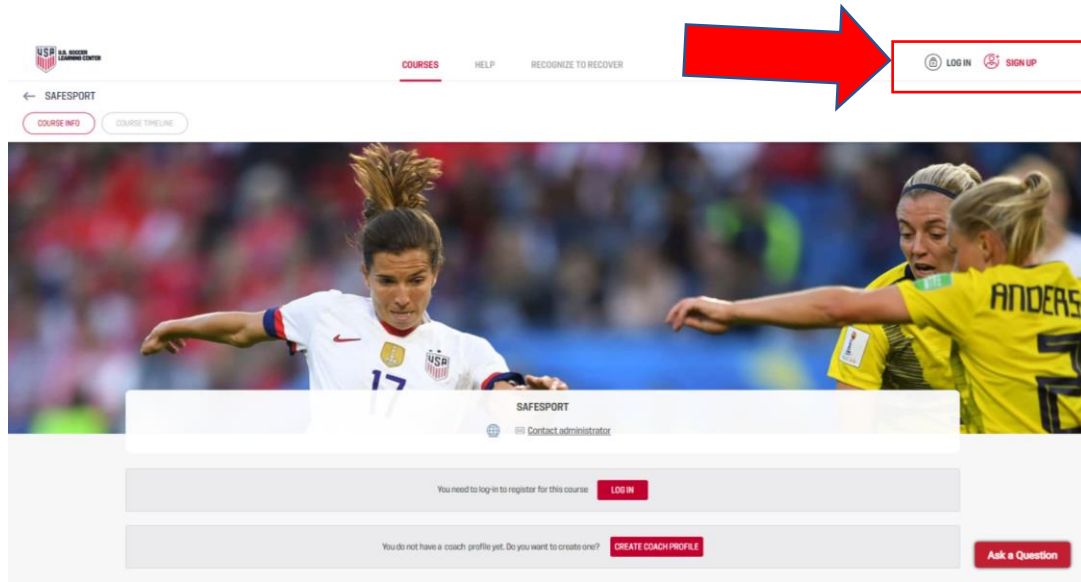 U.S. SOCCER
LEARNING CENTER
COURSES HELP RECOGNIZE TO RECOVER
LOG IN SIGN UP
← SAFESPORT
COURSE INFO COURSE TIMELINE
ANDERS
17
2
SAFESPORT
Contact administrator
You need to log-in to register for this course LOG IN
You do not have a coach profile yet. Do you want to create one? CREATE COACH PROFILE
Ask a Question